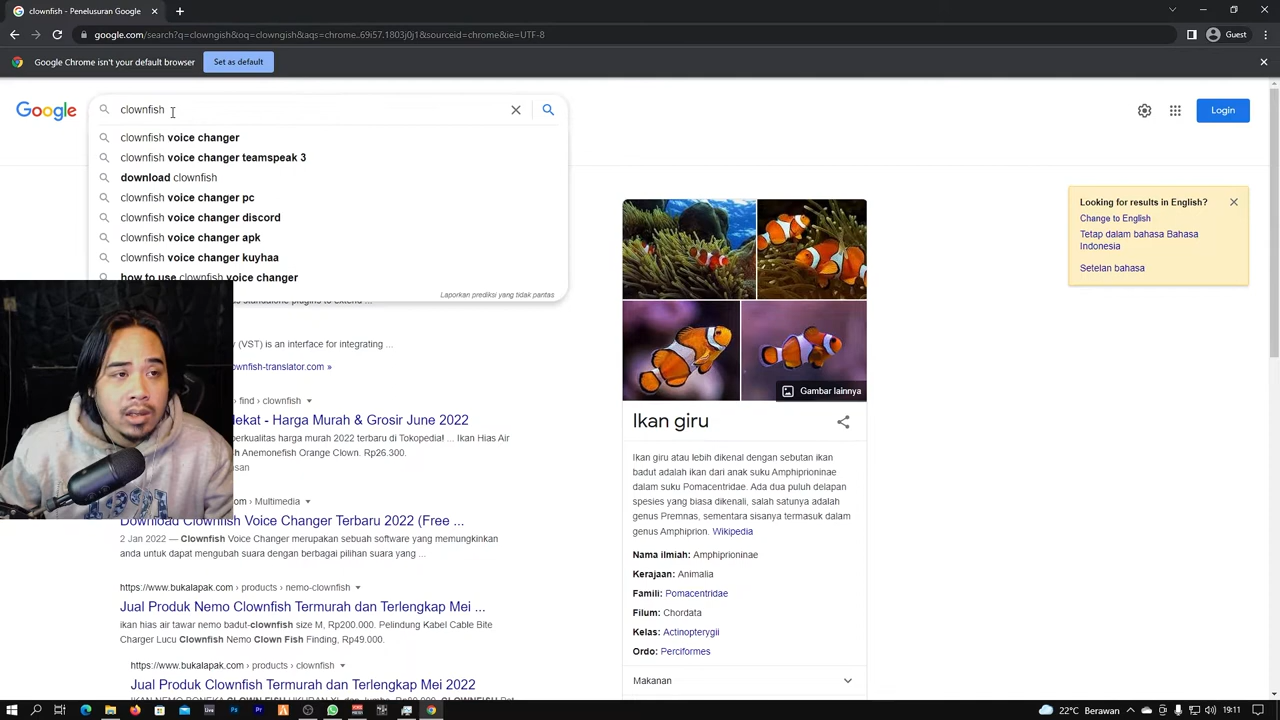 clownfish - Penelusuran Google
google.com/search?q=clownfish&oq=clownfish&aqs=chrome..69i57.1803j0j1&sourceid=chrome&ie=UTF-8
Guest
Google Chrome isn't your default browser
Set as default
Google
clownfish
Login
clownfish voice changer
clownfish voice changer teamspeak 3
download clownfish
clownfish voice changer pc
clownfish voice changer discord
clownfish voice changer apk
clownfish voice changer kuyhaa
how to use clownfish voice changer
Laporkan prediksi yang tidak pantas
Looking for results in English?
Change to English
Tetap dalam bahasa Bahasa
Indonesia
Setelan bahasa
standalone plugins to extend ...
(VST) is an interface for integrating ...
ownfish-translator.com »
› find › clownfish
ekat - Harga Murah & Grosir June 2022
berkualitas harga murah 2022 terbaru di Tokopedia! ... Ikan Hias Air
Anemonefish Orange Clown. Rp26.300.
om › Multimedia
Download Clownfish Voice Changer Terbaru 2022 (Free ...
2 Jan 2022 — Clownfish Voice Changer merupakan sebuah software yang memungkinkan
anda untuk dapat mengubah suara dengan berbagai pilihan suara yang ...
https://www.bukalapak.com › products › nemo-clownfish
Jual Produk Nemo Clownfish Termurah dan Terlengkap Mei ...
ikan hias air tawar nemo badut-clownfish size M, Rp200.000. Pelindung Kabel Cable Bite
Charger Lucu Clownfish Nemo Clown Fish Finding, Rp49.000.
https://www.bukalapak.com › products › clownfish
Jual Produk Clownfish Termurah dan Terlengkap Mei 2022
Gambar lainnya
Ikan giru
Ikan giru atau lebih dikenal dengan sebutan ikan
badut adalah ikan dari anak suku Amphiprioninae
dalam suku Pomacentridae. Ada dua puluh delapan
spesies yang biasa dikenali, salah satunya adalah
genus Premnas, sementara sisanya termasuk dalam
genus Amphiprion. Wikipedia
Nama ilmiah: Amphiprioninae
Kerajaan: Animalia
Famili: Pomacentridae
Filum: Chordata
Kelas: Actinopterygii
Ordo: Perciformes
Makanan
22°C Berawan
19:11